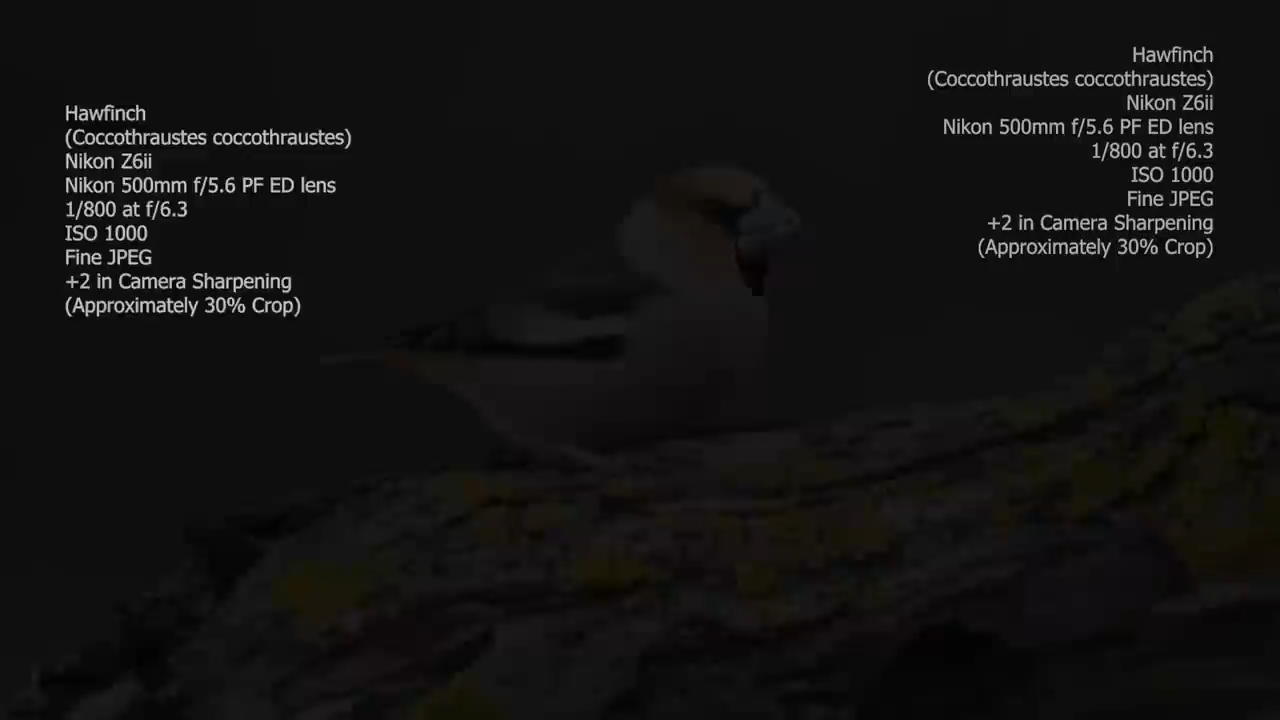 Hawfinch
(Coccothraustes coccothraustes)
Nikon Z6ii
Nikon 500mm f/5.6 PF ED lens
1/800 at f/6.3
ISO 1000
Fine JPEG
+2 in Camera Sharpening
(Approximately 30% Crop)
Hawfinch
(Coccothraustes coccothraustes)
Nikon Z6ii
Nikon 500mm f/5.6 PF ED lens
1/800 at f/6.3
ISO 1000
Fine JPEG
+2 in Camera Sharpening
(Approximately 30% Crop)